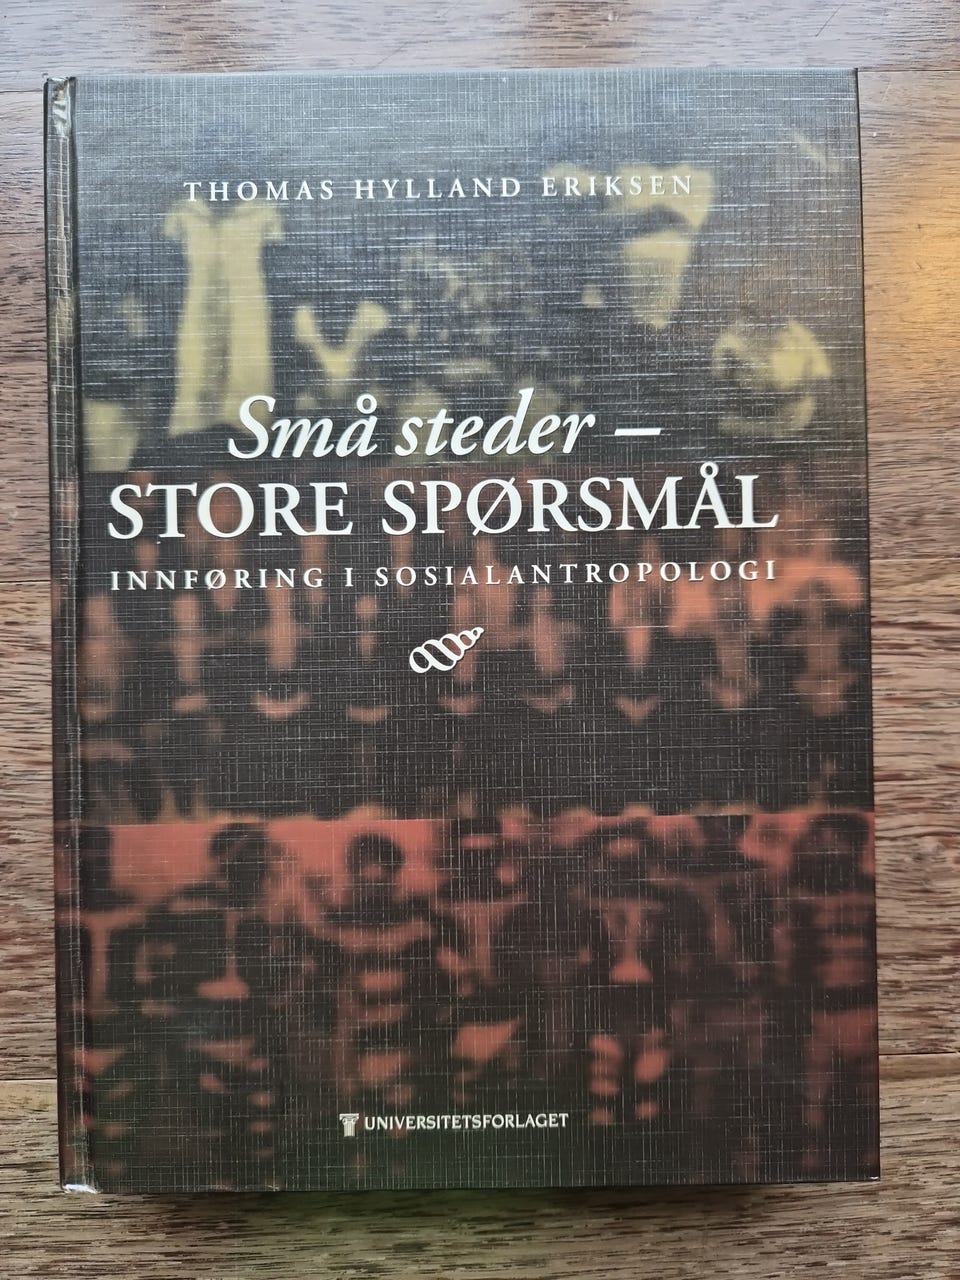 THOMAS HYLLAND ERIKSEN
Små steder –
STORE SPØRSMÅL
INNFØRING I SOSIALANTROPOLOGI
UNIVERSITETSFORLAGET